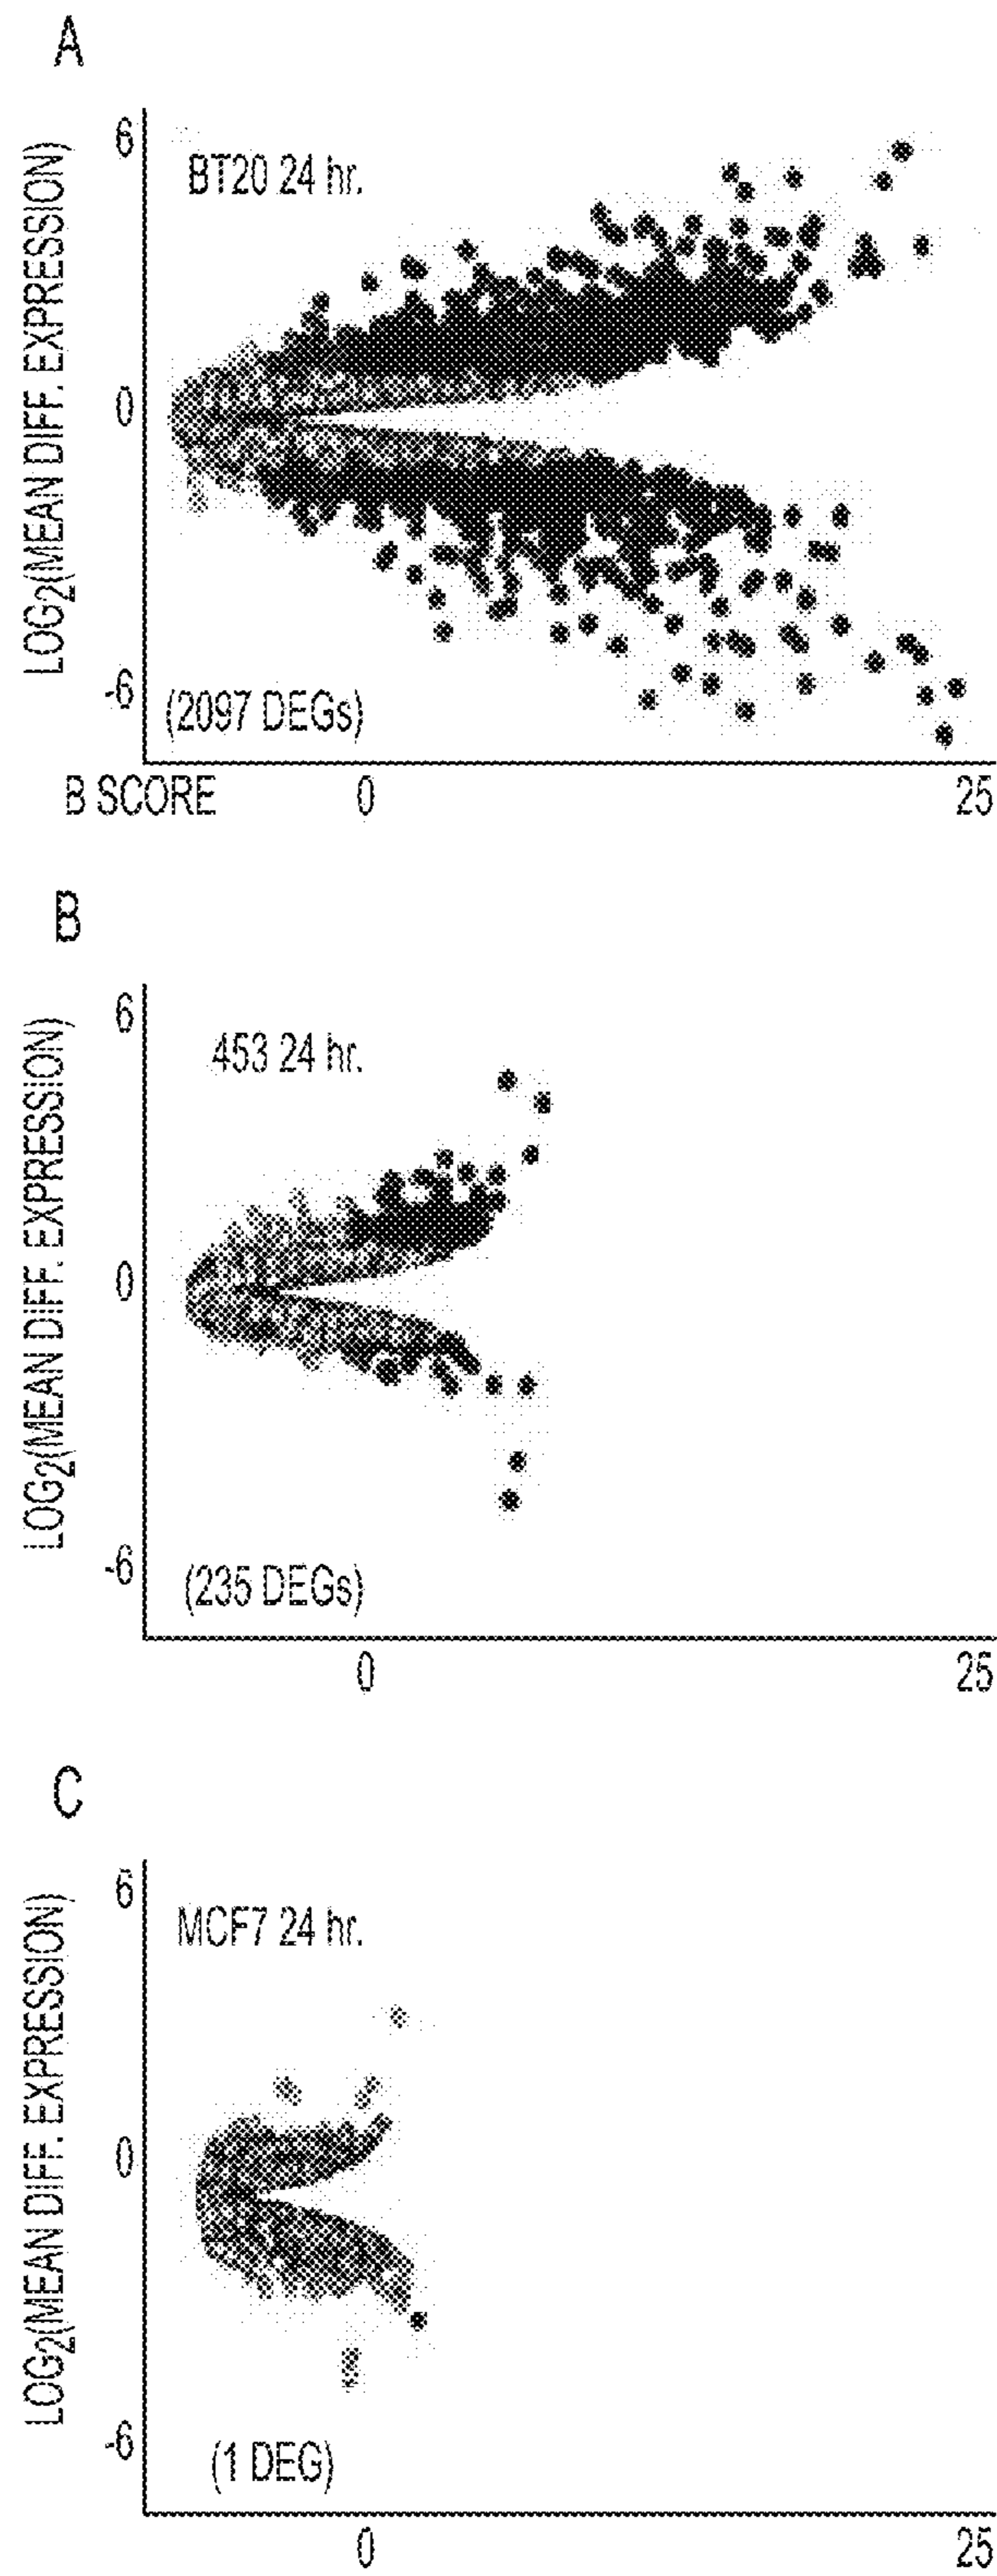 A
LOG2(MEAN DIFF. EXPRESSION)
6
BT20 24 hr.
0
-6
(2097 DEGs)
B SCORE 0 25
B
LOG2(MEAN DIFF. EXPRESSION)
6
453 24 hr.
0
-6
(235 DEGs)
0 25
C
LOG2(MEAN DIFF. EXPRESSION)
6
MCF7 24 hr.
0
-6
(1 DEG)
0 25